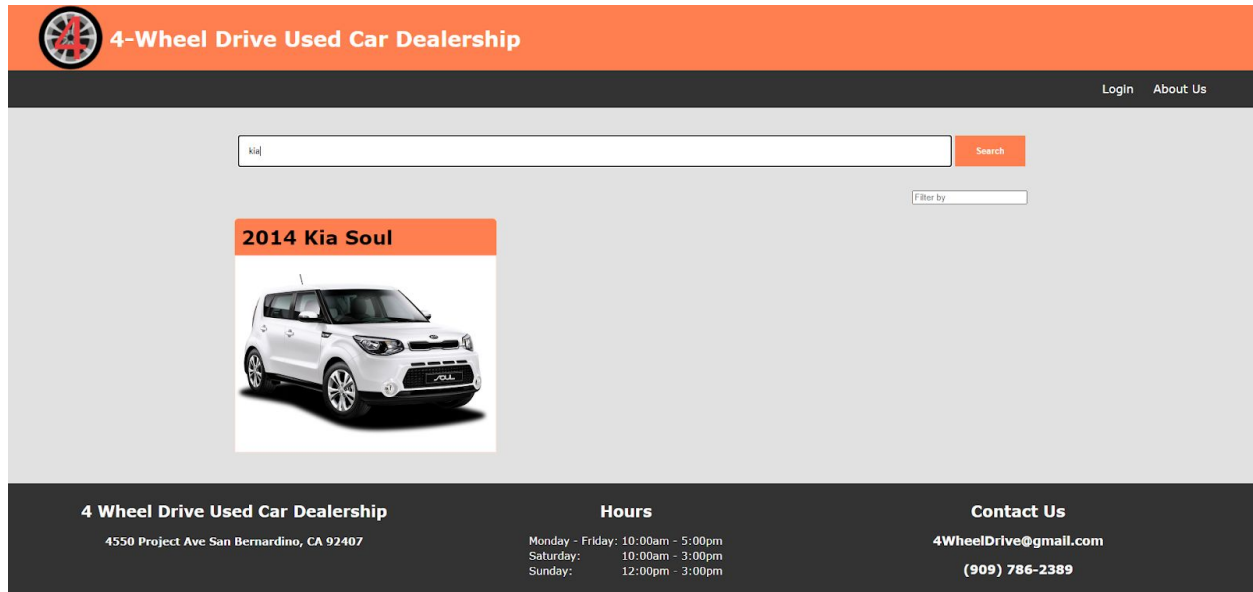 4
4-Wheel Drive Used Car Dealership
Login About Us
kia
Search
Filter by
2014 Kia Soul
SOUL
4 Wheel Drive Used Car Dealership
4550 Project Ave San Bernardino, CA 92407
Hours
Monday - Friday: 10:00am - 5:00pm
Saturday: 10:00am - 3:00pm
Sunday: 12:00pm - 3:00pm
Contact Us
4WheelDrive@gmail.com
(909) 786-2389